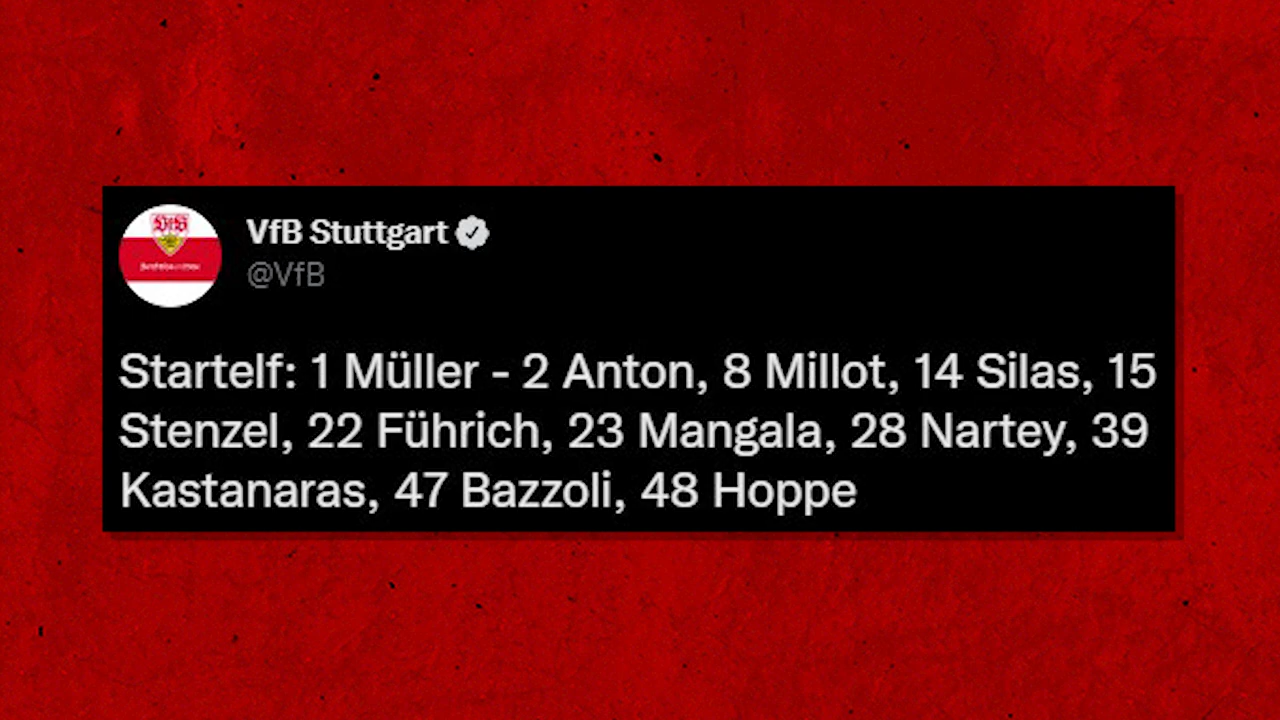 VfB Stuttgart
@VfB
Startelf: 1 Müller - 2 Anton, 8 Millot, 14 Silas, 15
Stenzel, 22 Führich, 23 Mangala, 28 Nartey, 39
Kastanaras, 47 Bazzoli, 48 Hoppe